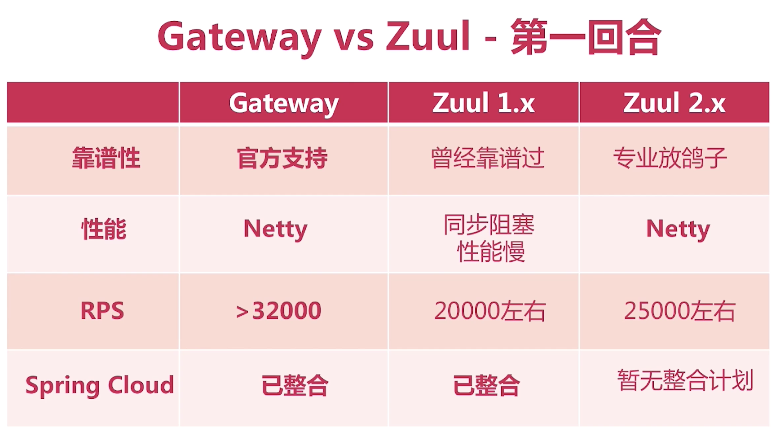 Gateway vs Zuul - 第一回合
Gateway Zuul 1.x Zuul 2.x
靠谱性 官方支持 曾经靠谱过 专业放鸽子
性能 Netty 同步阻塞 Netty
性能慢
RPS >32000 20000左右 25000左右
Spring Cloud 已整合 已整合 暂无整合计划